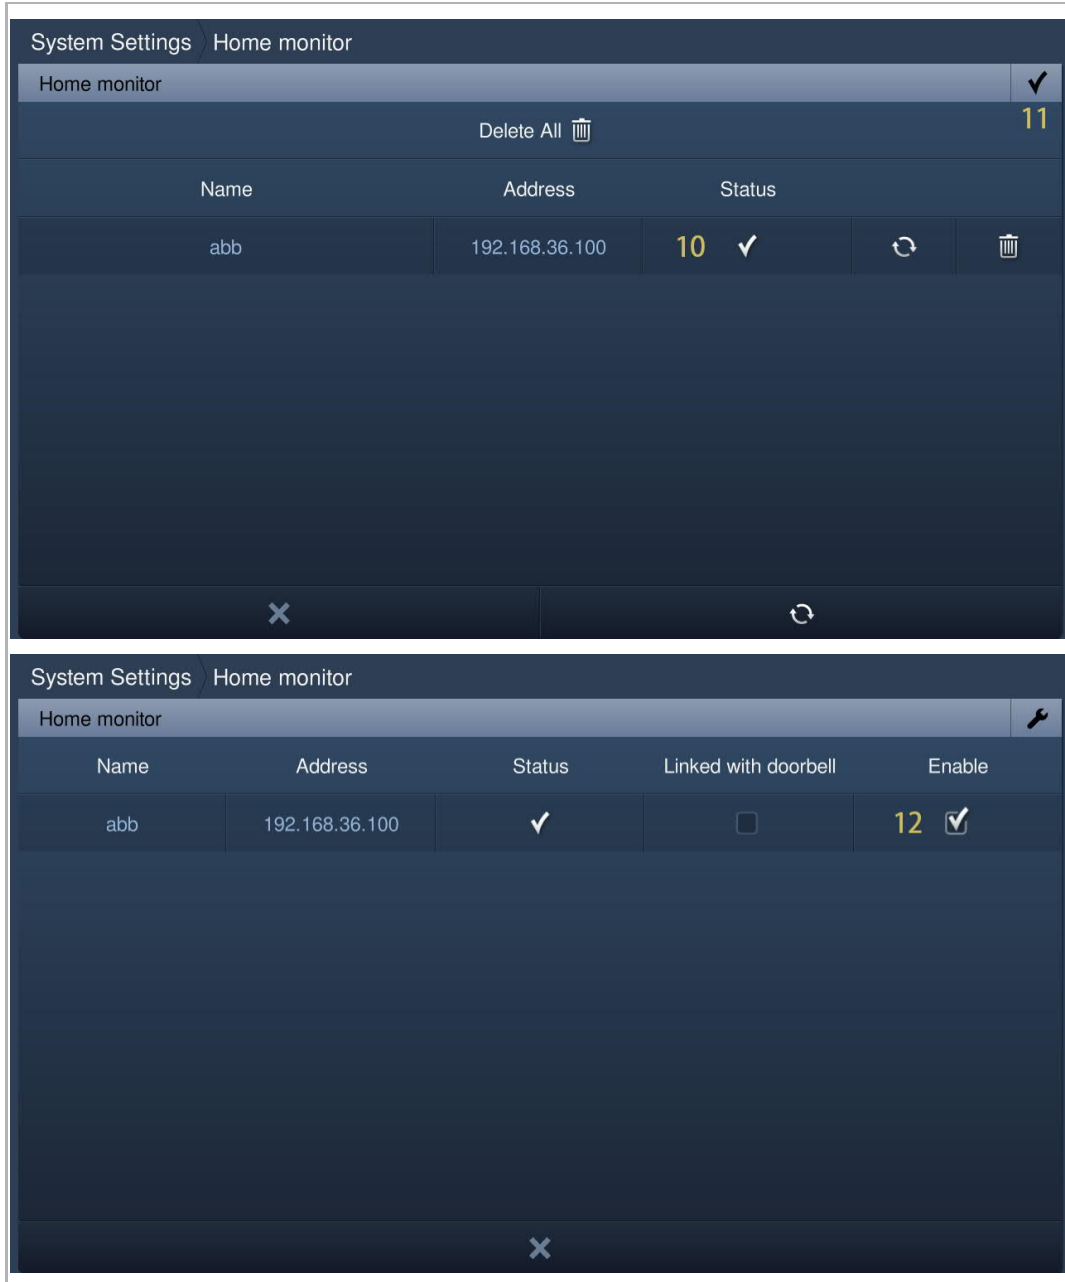 System Settings Home monitor
Home monitor
11
Delete All
Name Address Status
abb 192.168.36.100 10
System Settings Home monitor
Home monitor
Name Address Status Linked with doorbell Enable
abb 192.168.36.100 12